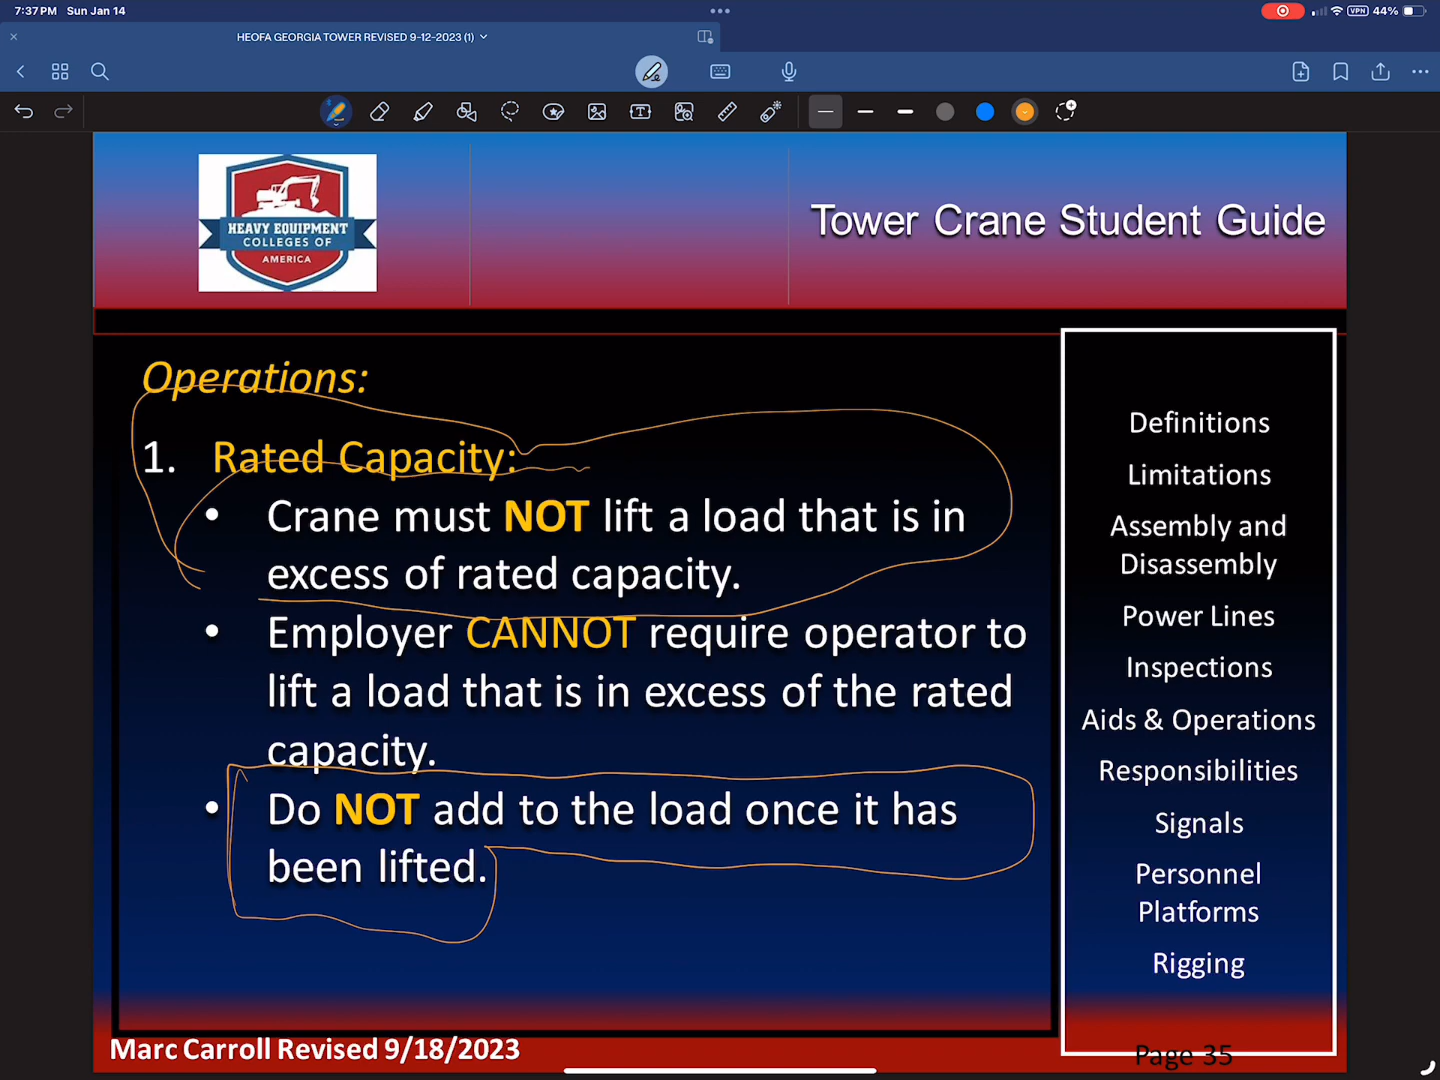 7:37 PM Sun Jan 14
VPN 44%
HEOFA GEORGIA TOWER REVISED 9-12-2023 (1)
HEAVY EQUIPMENT
COLLEGES OF
AMERICA
Tower Crane Student Guide
Operations:
1. Rated Capacity:
• Crane must NOT lift a load that is in
excess of rated capacity.
• Employer CANNOT require operator to
lift a load that is in excess of the rated
capacity.
• Do NOT add to the load once it has
been lifted.
Definitions
Limitations
Assembly and
Disassembly
Power Lines
Inspections
Aids & Operations
Responsibilities
Signals
Personnel
Platforms
Rigging
Marc Carroll Revised 9/18/2023
Page 35